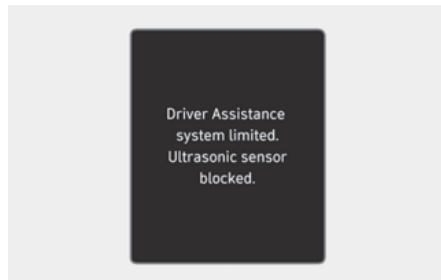 Driver Assistance
system limited.
Ultrasonic sensor
blocked.